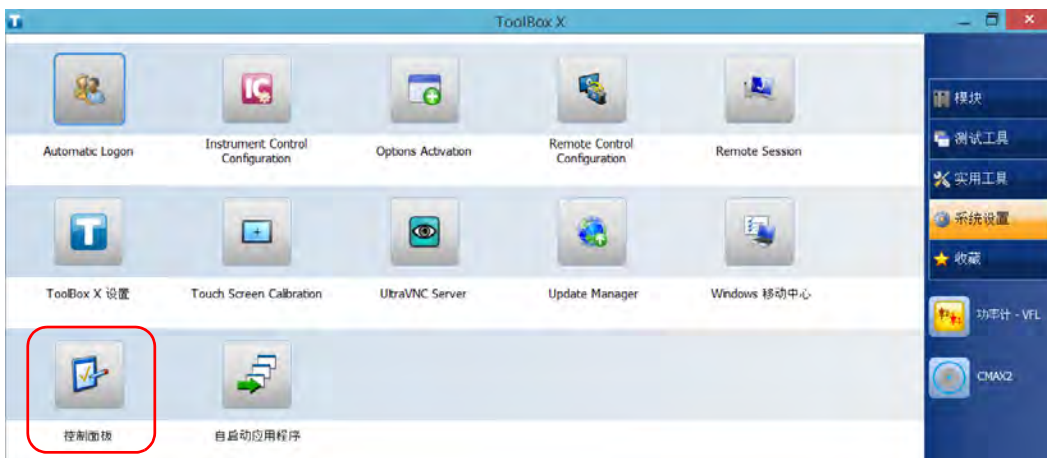 ToolBox X
Automatic Logon
Instrument Control
Configuration
Options Activation
Remote Control
Configuration
Remote Session
ToolBox X 设置
Touch Screen Calibration
UltraVNC Server
Update Manager
Windows 移动中心
控制面板
自启动应用程序
模块
测试工具
实用工具
系统设置
收藏
功率计 - VFL
CMAX2